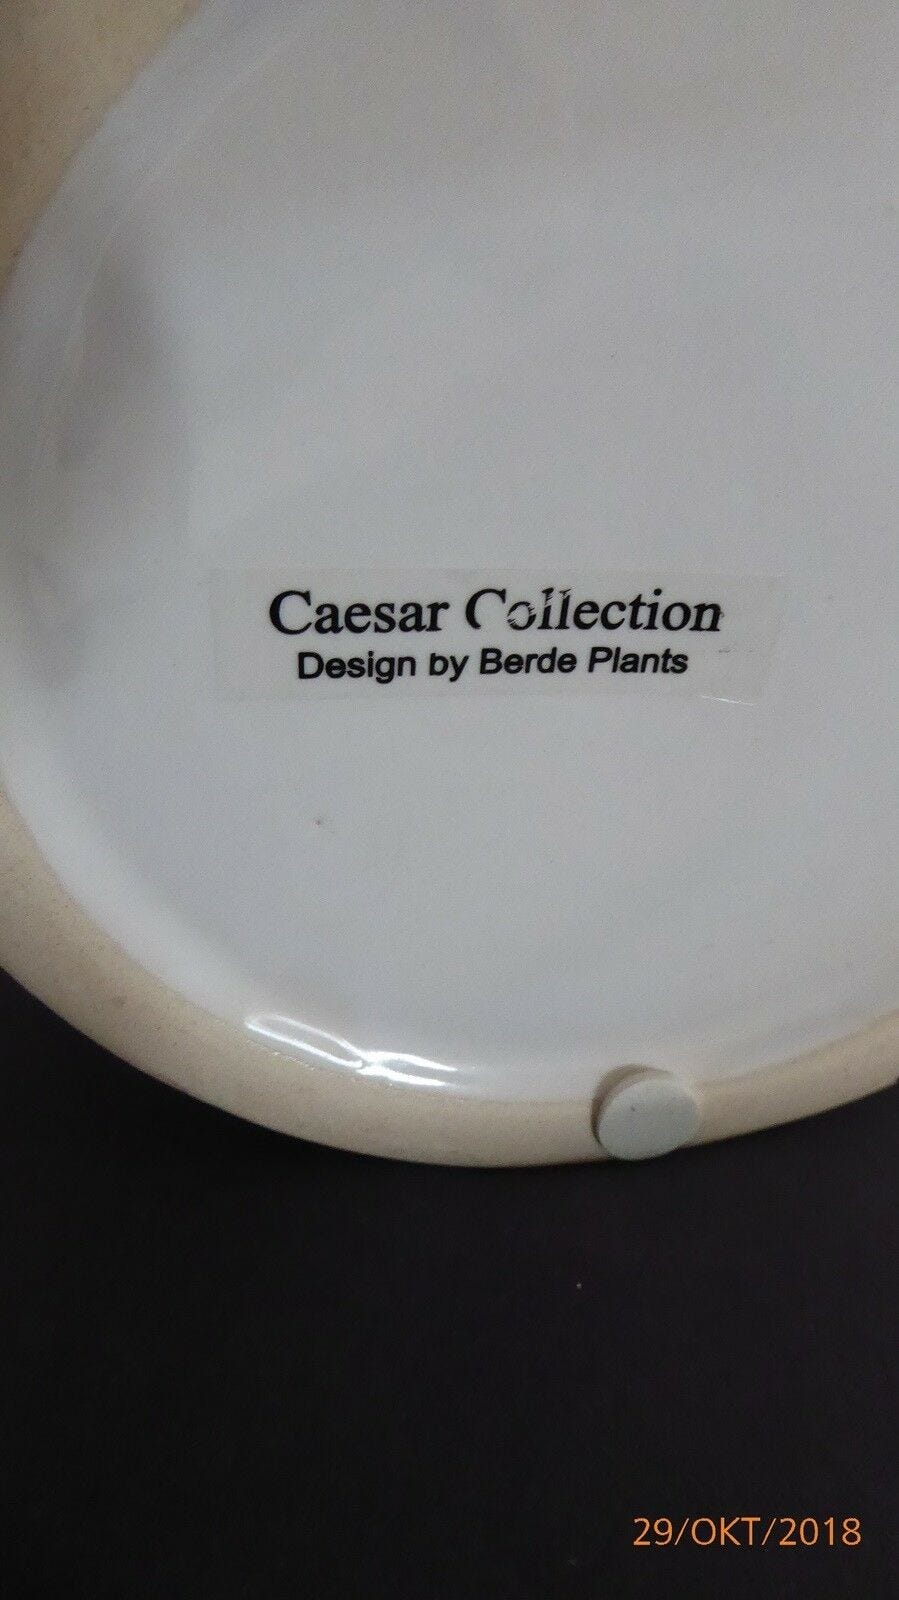 Caesar Collection
Design by Berde Plants
29/OKT/2018